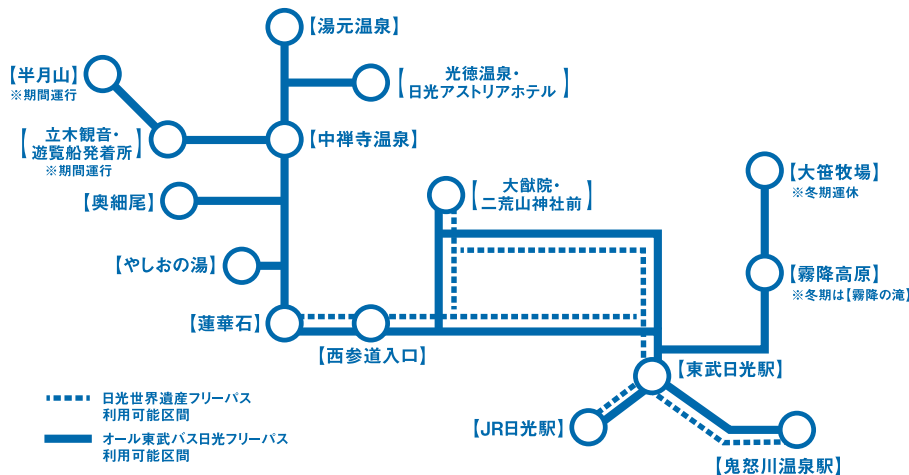 【湯元温泉】
【半月山】
※期間運行
【光徳温泉・
日光アストリアホテル】
【立木観音・
遊覧船発着所】
※期間運行
【中禅寺温泉】
【奥細尾】
【大猷院・
二荒山神社前】
【大笹牧場】
※冬期運休
【やしおの湯】
【霧降高原】
※冬期は【霧降の滝】
【蓮華石】
【西参道入口】
【東武日光駅】
【JR日光駅】
【鬼怒川温泉駅】
日光世界遺産フリーパス
利用可能区間
オール東武バス日光フリーパス
利用可能区間